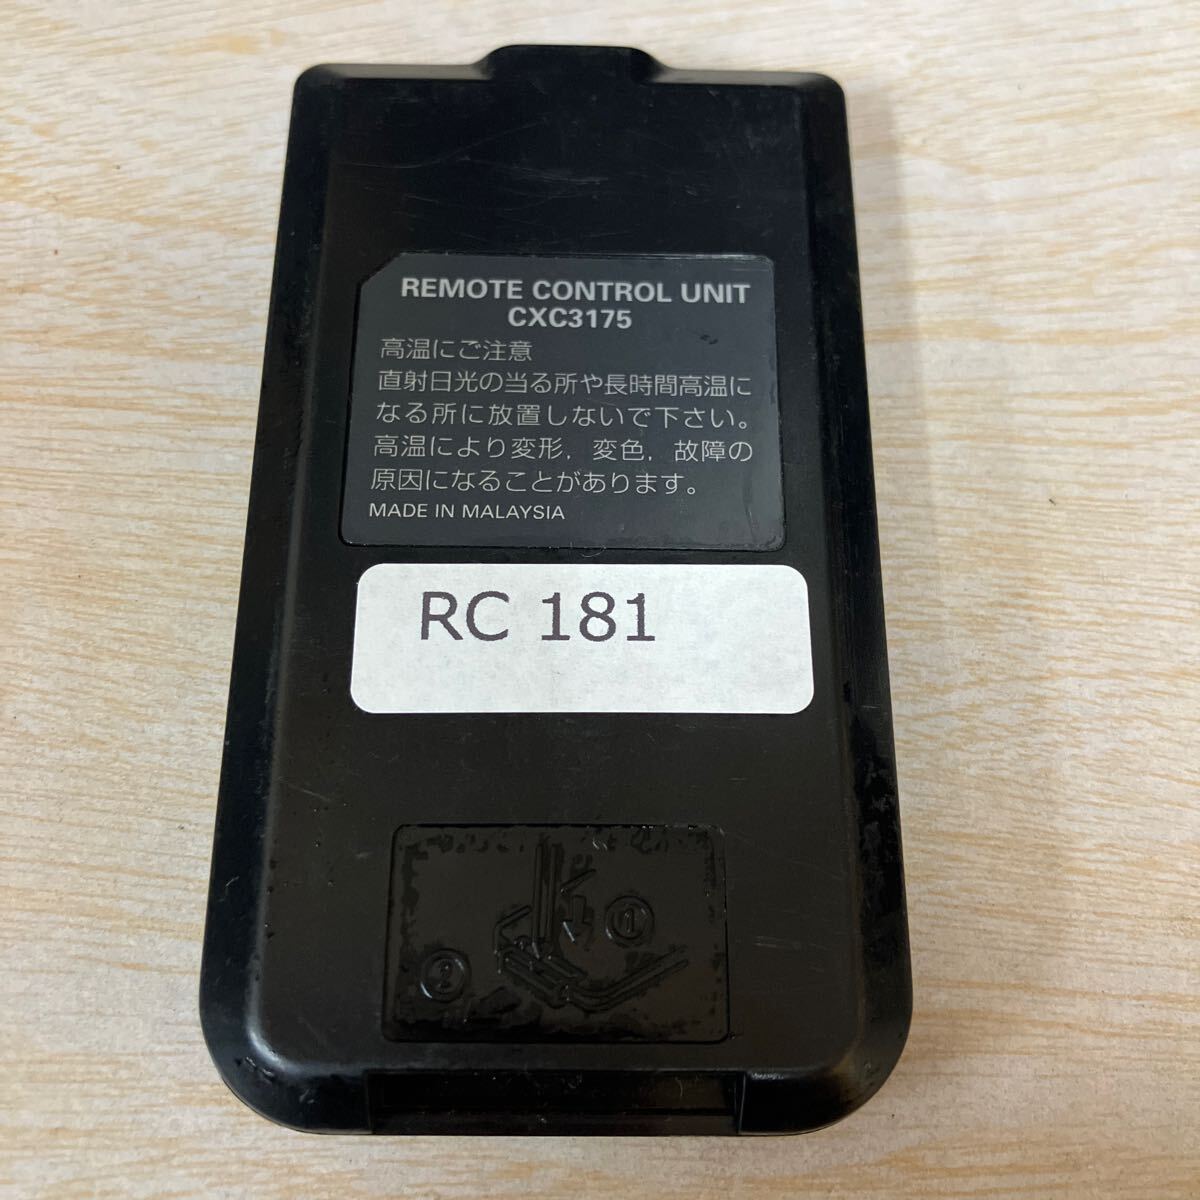 REMOTE CONTROL UNIT
CXC3175
高温にご注意
直射日光の当る所や長時間高温に
なる所に放置しないで下さい。
高温により変形，変色，故障の
原因になることがあります。
MADE IN MALAYSIA
RC 181
①
②